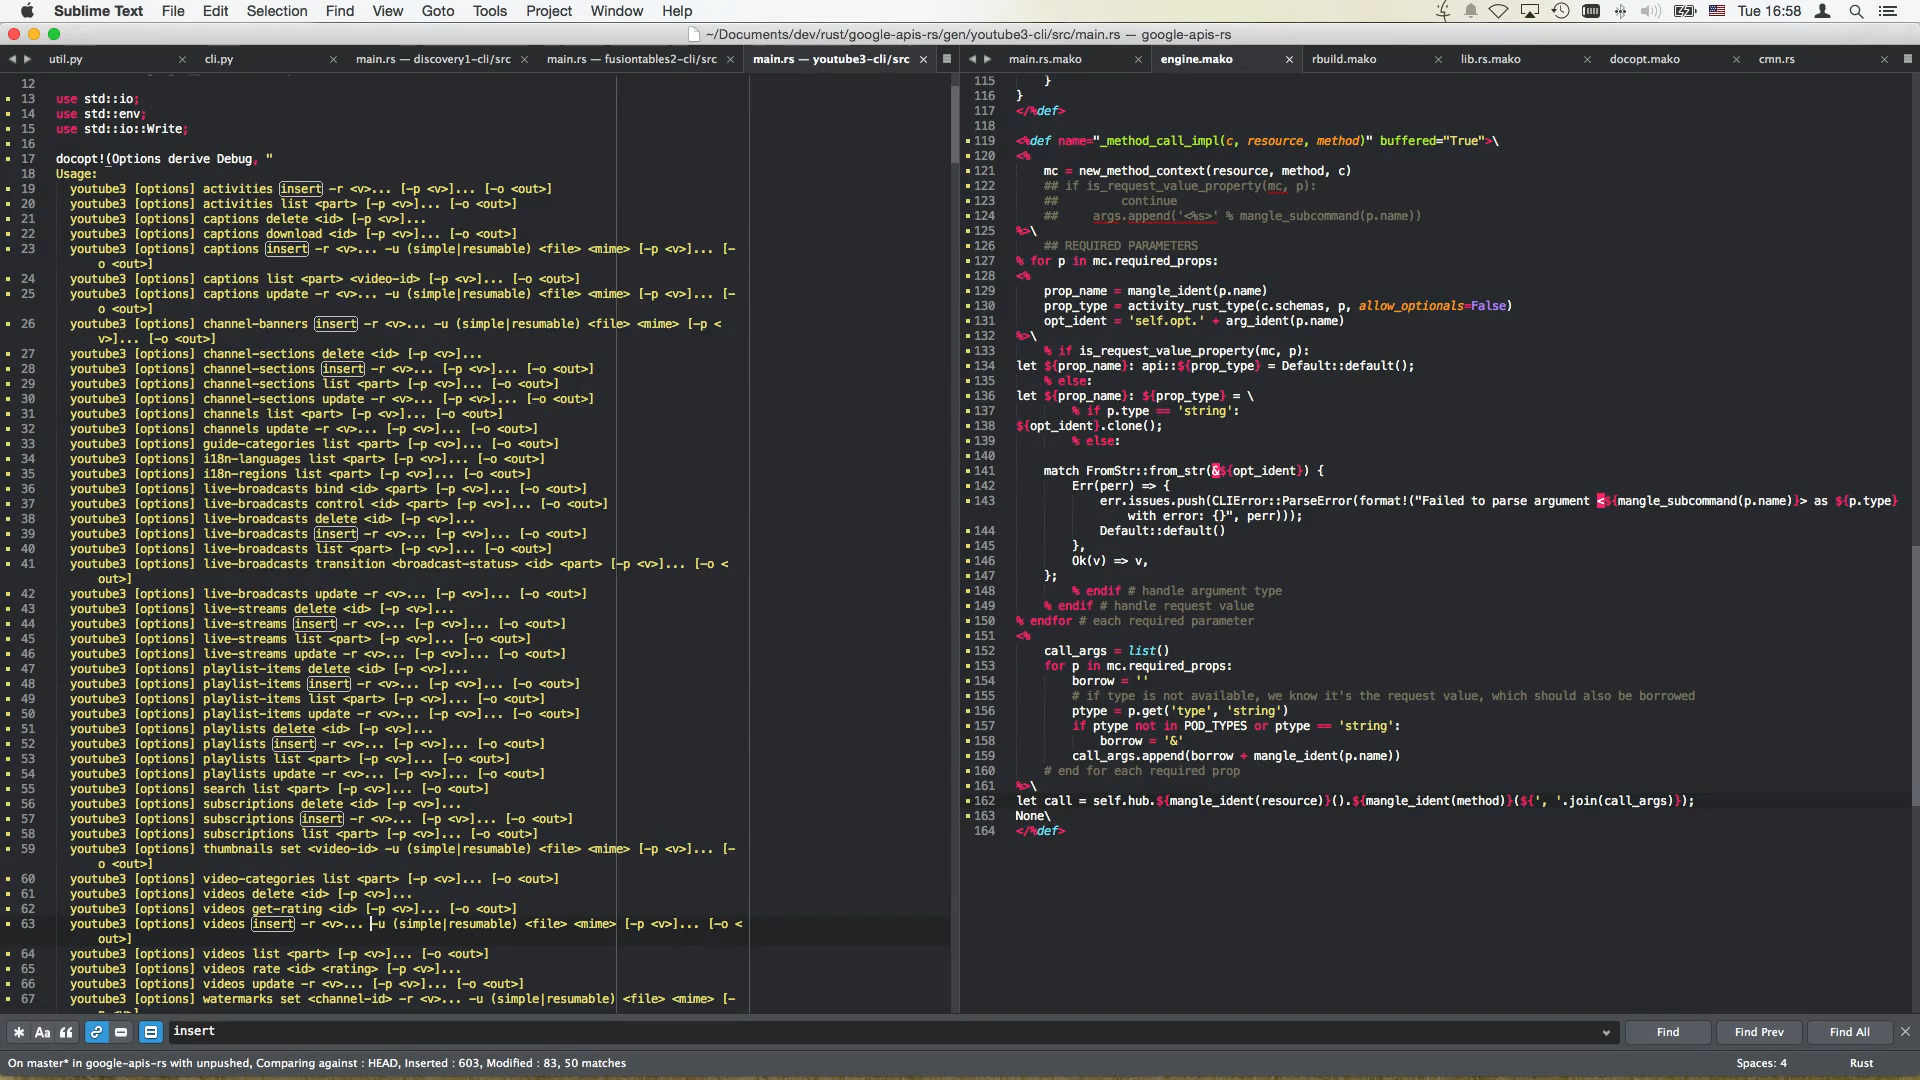 Sublime Text File Edit Selection Find View Goto Tools Project Window Help Tue 16:58
~/Documents/dev/rust/google-apis-rs/gen/youtube3-cli/src/main.rs — google-apis-rs
util.py cli.py main.rs — discovery1-cli/src main.rs — fusiontables2-cli/src main.rs — youtube3-cli/src
12
13 use std::io;
14 use std::env;
15 use std::io::Write;
16
17 docopt!(Options derive Debug, "
18 Usage:
19 youtube3 [options] activities insert -r <v>... [-p <v>]... [-o <out>]
20 youtube3 [options] activities list <part> [-p <v>]... [-o <out>]
21 youtube3 [options] captions delete <id> [-p <v>]...
22 youtube3 [options] captions download <id> [-p <v>]... [-o <out>]
23 youtube3 [options] captions insert -r <v>... -u (simple|resumable) <file> <mime> [-p <v>]... [-
o <out>]
24 youtube3 [options] captions list <part> <video-id> [-p <v>]... [-o <out>]
25 youtube3 [options] captions update -r <v>... -u (simple|resumable) <file> <mime> [-p <v>]... [-
o <out>]
26 youtube3 [options] channel-banners insert -r <v>... -u (simple|resumable) <file> <mime> [-p <
v>]... [-o <out>]
27 youtube3 [options] channel-sections delete <id> [-p <v>]...
28 youtube3 [options] channel-sections insert -r <v>... [-p <v>]... [-o <out>]
29 youtube3 [options] channel-sections list <part> [-p <v>]... [-o <out>]
30 youtube3 [options] channel-sections update -r <v>... [-p <v>]... [-o <out>]
31 youtube3 [options] channels list <part> [-p <v>]... [-o <out>]
32 youtube3 [options] channels update -r <v>... [-p <v>]... [-o <out>]
33 youtube3 [options] guide-categories list <part> [-p <v>]... [-o <out>]
34 youtube3 [options] i18n-languages list <part> [-p <v>]... [-o <out>]
35 youtube3 [options] i18n-regions list <part> [-p <v>]... [-o <out>]
36 youtube3 [options] live-broadcasts bind <id> <part> [-p <v>]... [-o <out>]
37 youtube3 [options] live-broadcasts control <id> <part> [-p <v>]... [-o <out>]
38 youtube3 [options] live-broadcasts delete <id> [-p <v>]...
39 youtube3 [options] live-broadcasts insert -r <v>... [-p <v>]... [-o <out>]
40 youtube3 [options] live-broadcasts list <part> [-p <v>]... [-o <out>]
41 youtube3 [options] live-broadcasts transition <broadcast-status> <id> <part> [-p <v>]... [-o <
out>]
42 youtube3 [options] live-broadcasts update -r <v>... [-p <v>]... [-o <out>]
43 youtube3 [options] live-streams delete <id> [-p <v>]...
44 youtube3 [options] live-streams insert -r <v>... [-p <v>]... [-o <out>]
45 youtube3 [options] live-streams list <part> [-p <v>]... [-o <out>]
46 youtube3 [options] live-streams update -r <v>... [-p <v>]... [-o <out>]
47 youtube3 [options] playlist-items delete <id> [-p <v>]...
48 youtube3 [options] playlist-items insert -r <v>... [-p <v>]... [-o <out>]
49 youtube3 [options] playlist-items list <part> [-p <v>]... [-o <out>]
50 youtube3 [options] playlist-items update -r <v>... [-p <v>]... [-o <out>]
51 youtube3 [options] playlists delete <id> [-p <v>]...
52 youtube3 [options] playlists insert -r <v>... [-p <v>]... [-o <out>]
53 youtube3 [options] playlists list <part> [-p <v>]... [-o <out>]
54 youtube3 [options] playlists update -r <v>... [-p <v>]... [-o <out>]
55 youtube3 [options] search list <part> [-p <v>]... [-o <out>]
56 youtube3 [options] subscriptions delete <id> [-p <v>]...
57 youtube3 [options] subscriptions insert -r <v>... [-p <v>]... [-o <out>]
58 youtube3 [options] subscriptions list <part> [-p <v>]... [-o <out>]
59 youtube3 [options] thumbnails set <video-id> -u (simple|resumable) <file> <mime> [-p <v>]... [-
o <out>]
60 youtube3 [options] video-categories list <part> [-p <v>]... [-o <out>]
61 youtube3 [options] videos delete <id> [-p <v>]...
62 youtube3 [options] videos get-rating <id> [-p <v>]... [-o <out>]
63 youtube3 [options] videos insert -r <v>... -u (simple|resumable) <file> <mime> [-p <v>]... [-o <
out>]
64 youtube3 [options] videos list <part> [-p <v>]... [-o <out>]
65 youtube3 [options] videos rate <id> <rating> [-p <v>]...
66 youtube3 [options] videos update -r <v>... [-p <v>]... [-o <out>]
67 youtube3 [options] watermarks set <channel-id> -r <v>... -u (simple|resumable) <file> <mime> [-
main.rs.mako engine.mako rbuild.mako lib.rs.mako docopt.mako cmn.rs
115 }
116 }
117 </%def>
118
119 <%def name="_method_call_impl(c, resource, method)" buffered="True">\
120 <%
121 mc = new_method_context(resource, method, c)
122 ## if is_request_value_property(mc, p):
123 ## continue
124 ## args.append('<%s>' % mangle_subcommand(p.name))
125 %>\
126 ## REQUIRED PARAMETERS
127 % for p in mc.required_props:
128 <%
129 prop_name = mangle_ident(p.name)
130 prop_type = activity_rust_type(c.schemas, p, allow_optionals=False)
131 opt_ident = 'self.opt.' + arg_ident(p.name)
132 %>\
133 % if is_request_value_property(mc, p):
134 let ${prop_name}: api::${prop_type} = Default::default();
135 % else:
136 let ${prop_name}: ${prop_type} = \
137 % if p.type == 'string':
138 ${opt_ident}.clone();
139 % else:
140
141 match FromStr::from_str(&${opt_ident}) {
142 Err(perr) => {
143 err.issues.push(CLIError::ParseError(format!("Failed to parse argument <${mangle_subcommand(p.name)}> as ${p.type}
with error: {}", perr)));
144 Default::default()
145 },
146 Ok(v) => v,
147 };
148 % endif # handle argument type
149 % endif # handle request value
150 % endfor # each required parameter
151 <%
152 call_args = list()
153 for p in mc.required_props:
154 borrow = ''
155 # if type is not available, we know it's the request value, which should also be borrowed
156 ptype = p.get('type', 'string')
157 if ptype not in POD_TYPES or ptype == 'string':
158 borrow = '&'
159 call_args.append(borrow + mangle_ident(p.name))
160 # end for each required prop
161 %>\
162 let call = self.hub.${mangle_ident(resource)}().${mangle_ident(method)}(${', '.join(call_args)});
163 None\
164 </%def>
insert Find Find Prev Find All
On master* in google-apis-rs with unpushed, Comparing against : HEAD, Inserted : 603, Modified : 83, 50 matches Spaces: 4 Rust